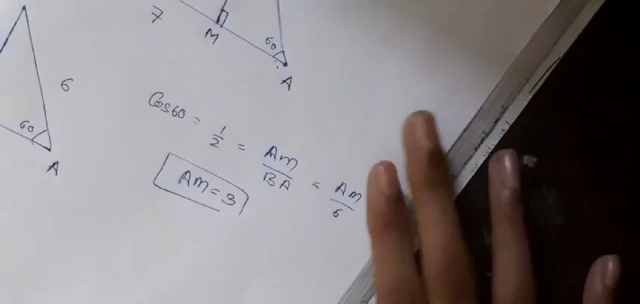 7
M
60
A
6
60
A
Cos60 = 1/2 = AM/BA = AM/6
AM = 3